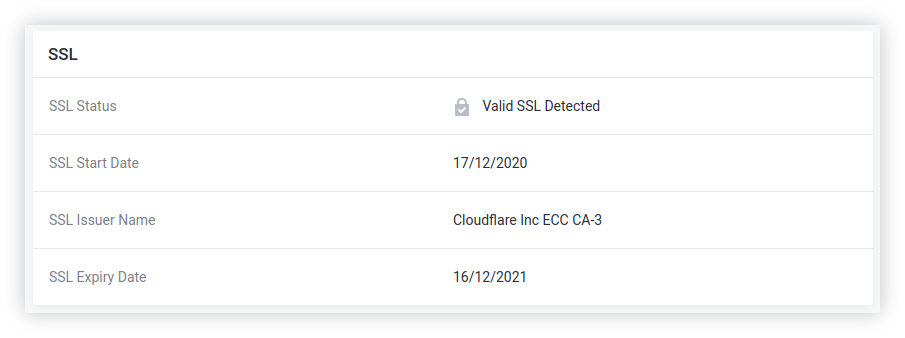 SSL
SSL Status Valid SSL Detected
SSL Start Date 17/12/2020
SSL Issuer Name Cloudflare Inc ECC CA-3
SSL Expiry Date 16/12/2021